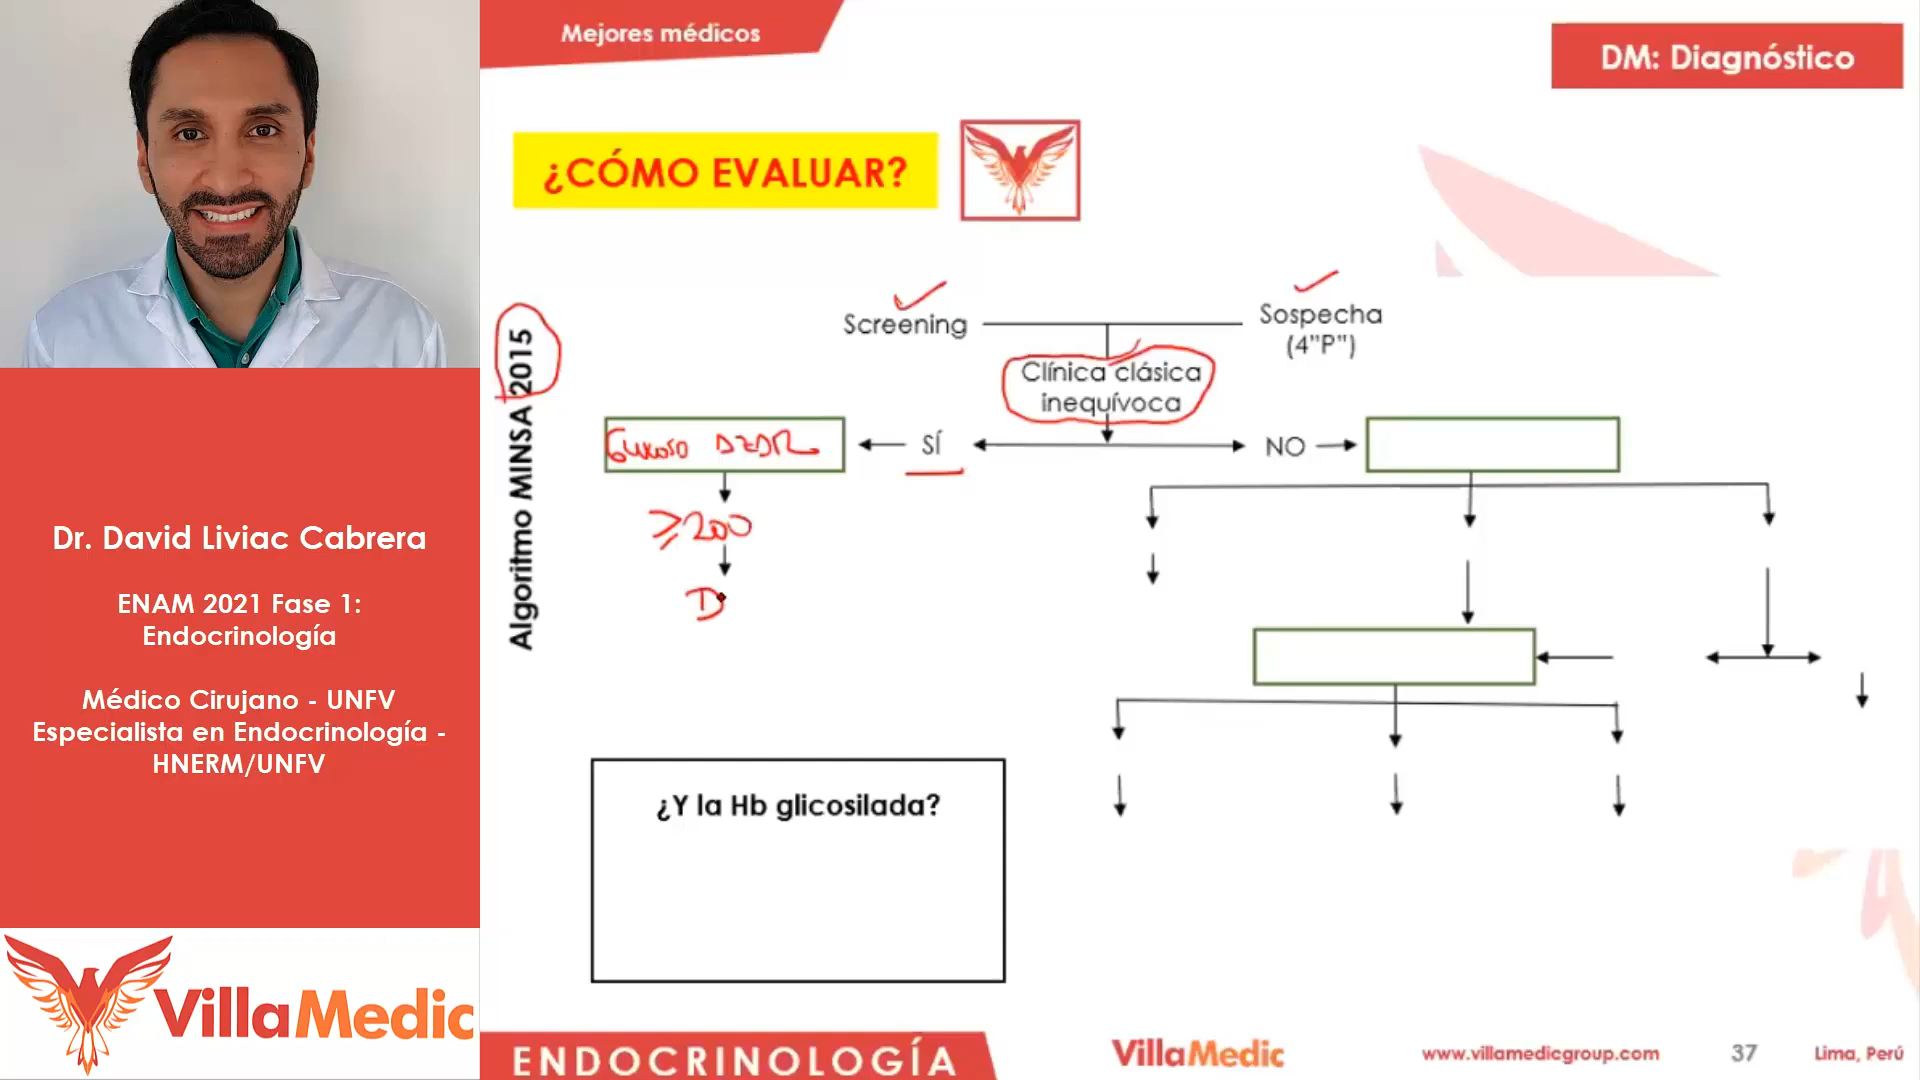 Mejores médicos
DM: Diagnóstico
¿CÓMO EVALUAR?
Screening
Sospecha
(4"P")
Clínica clásica
inequívoca
SÍ
NO
≥200
D
Algoritmo MINSA 2015
¿Y la Hb glicosilada?
Dr. David Liviac Cabrera
ENAM 2021 Fase 1:
Endocrinología
Médico Cirujano - UNFV
Especialista en Endocrinología -
HNERM/UNFV
VillaMedic
ENDOCRINOLOGÍA
VillaMedic
www.villamedicgroup.com
37
Lima, Perú